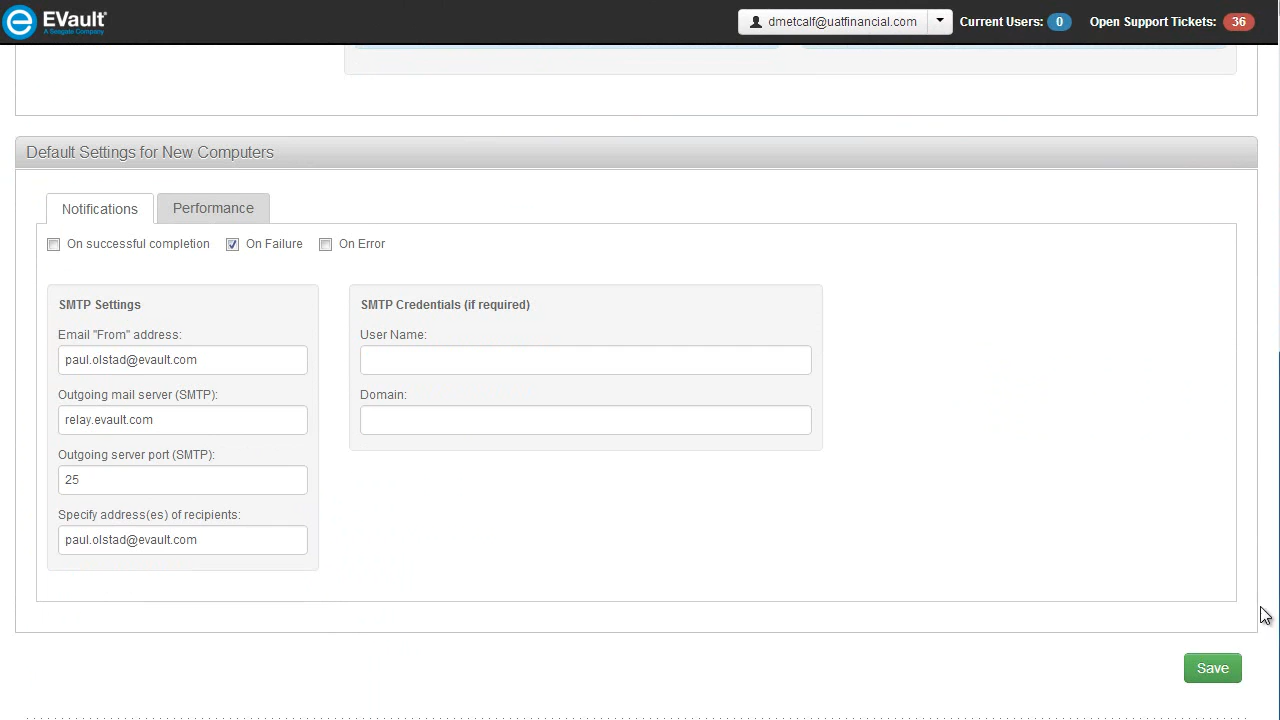 EVault
A Seagate Company
dmetcalf@uatfinancial.com
Current Users: 0
Open Support Tickets: 36
Default Settings for New Computers
Notifications
Performance
On successful completion
On Failure
On Error
SMTP Settings
Email "From" address:
paul.olstad@evault.com
Outgoing mail server (SMTP):
relay.evault.com
Outgoing server port (SMTP):
25
Specify address(es) of recipients:
paul.olstad@evault.com
SMTP Credentials (if required)
User Name:
Domain:
Save